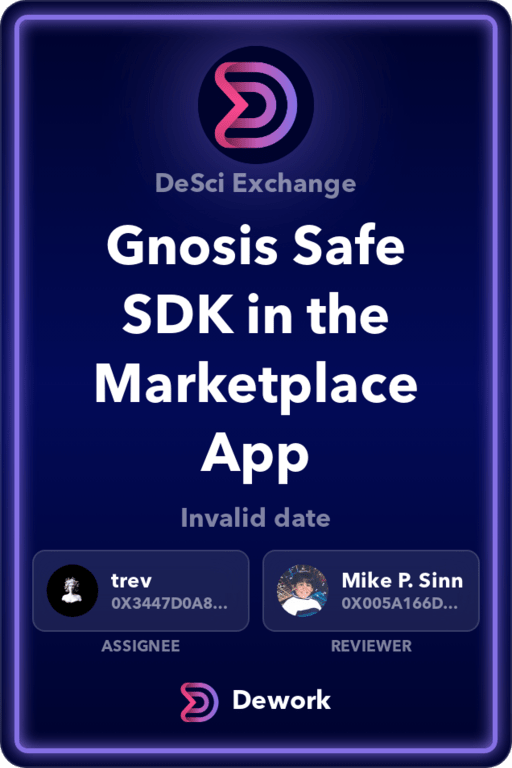 DeSci Exchange
Gnosis Safe
SDK in the
Marketplace
App
Invalid date
trev
0X3447D0A8...
Mike P. Sinn
0X005A166D...
ASSIGNEE
REVIEWER
Dework